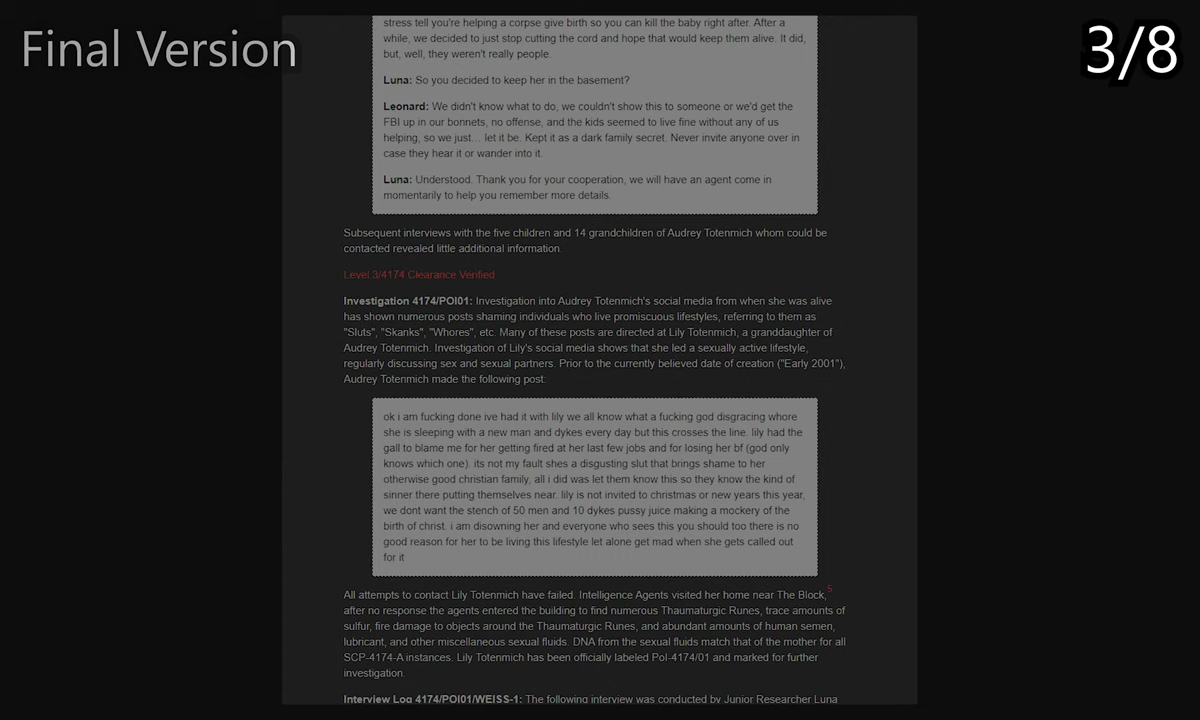 Final Version
3/8
stress tell you're helping a corpse give birth so you can kill the baby right after. After a
while, we decided to just stop cutting the cord and hope that would keep them alive. It did,
but, well, they weren't really people.
Luna: So you decided to keep her in the basement?
Leonard: We didn't know what to do, we couldn't show this to someone or we'd get the
FBI up in our bonnets, no offense, and the kids seemed to live fine without any of us
helping, so we just... let it be. Kept it as a dark family secret. Never invite anyone over in
case they hear it or wander into it.
Luna: Understood. Thank you for your cooperation, we will have an agent come in
momentarily to help you remember more details.
Subsequent interviews with the five children and 14 grandchildren of Audrey Totenmich whom could be
contacted revealed little additional information.
Level 3/4174 Clearance Verified
Investigation 4174/POI01: Investigation into Audrey Totenmich's social media from when she was alive
has shown numerous posts shaming individuals who live promiscuous lifestyles, referring to them as
"Sluts", "Skanks", "Whores", etc. Many of these posts are directed at Lily Totenmich, a granddaughter of
Audrey Totenmich. Investigation of Lily's social media shows that she led a sexually active lifestyle,
regularly discussing sex and sexual partners. Prior to the currently believed date of creation ("Early 2001"),
Audrey Totenmich made the following post:
ok i am fucking done ive had it with lily we all know what a fucking god disgracing whore
she is sleeping with a new man and dykes every day but this crosses the line. lily had the
gall to blame me for her getting fired at her last few jobs and for losing her bf (god only
knows which one). its not my fault shes a disgusting slut that brings shame to her
otherwise good christian family, all i did was let them know this so they know the kind of
sinner there putting themselves near. lily is not invited to christmas or new years this year,
we dont want the stench of 50 men and 10 dykes pussy juice making a mockery of the
birth of christ. i am disowning her and everyone who sees this you should too there is no
good reason for her to be living this lifestyle let alone get mad when she gets called out
for it
All attempts to contact Lily Totenmich have failed. Intelligence Agents visited her home near The Block,5
after no response the agents entered the building to find numerous Thaumaturgic Runes, trace amounts of
sulfur, fire damage to objects around the Thaumaturgic Runes, and abundant amounts of human semen,
lubricant, and other miscellaneous sexual fluids. DNA from the sexual fluids match that of the mother for all
SCP-4174-A instances. Lily Totenmich has been officially labeled PoI-4174/01 and marked for further
investigation.
Interview Log 4174/POI01/WEISS-1: The following interview was conducted by Junior Researcher Luna